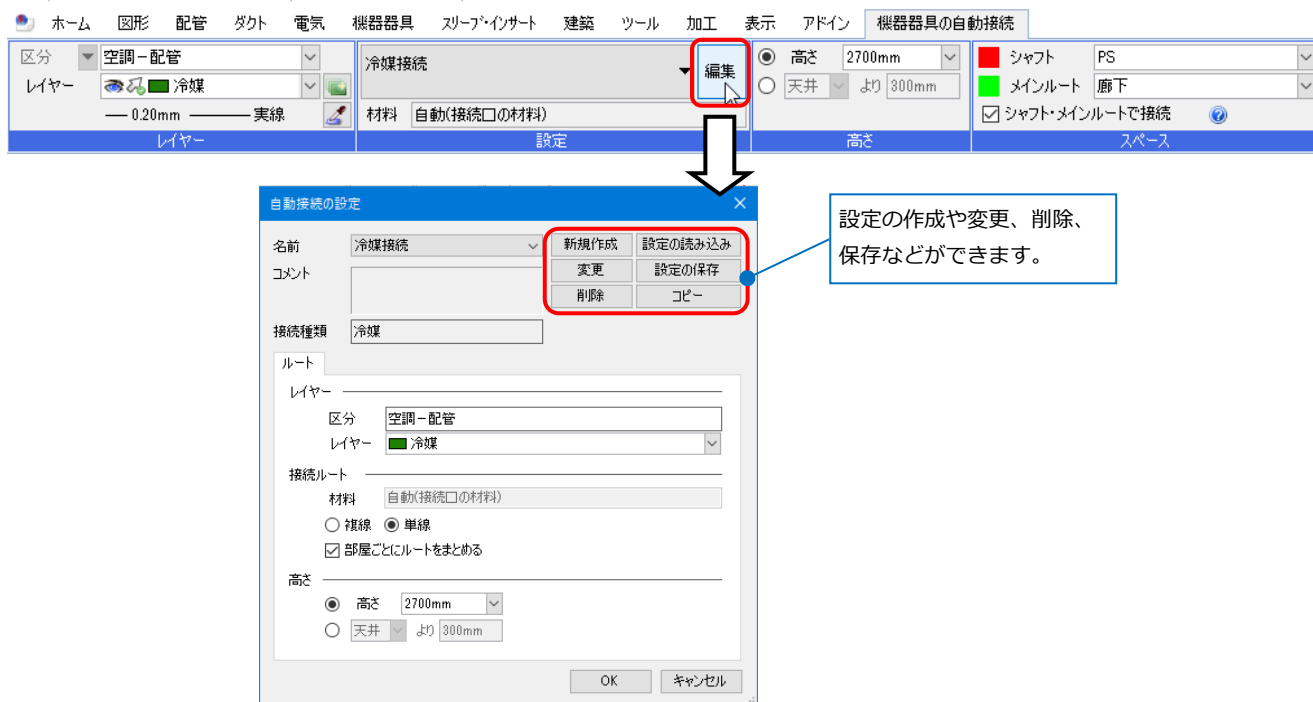 ホーム 図形 配管 ダクト 電気 機器器具 スリーブ・インサート 建築 ツール 加工 表示 アドイン 機器器具の自動接続
区分 空調－配管
レイヤー 冷媒
0.20mm 実線
レイヤー
冷媒接続 編集
材料 自動(接続口の材料)
設定
高さ 2700mm
天井 より 300mm
高さ
シャフト PS
メインルート 廊下
シャフト・メインルートで接続
スペース
自動接続の設定
名前 冷媒接続
コメント
新規作成 設定の読み込み
変更 設定の保存
削除 コピー
接続種類 冷媒
ルート
レイヤー
区分 空調－配管
レイヤー 冷媒
接続ルート
材料 自動(接続口の材料)
複線 単線
部屋ごとにルートをまとめる
高さ
高さ 2700mm
天井 より 300mm
OK キャンセル
設定の作成や変更、削除、
保存などができます。